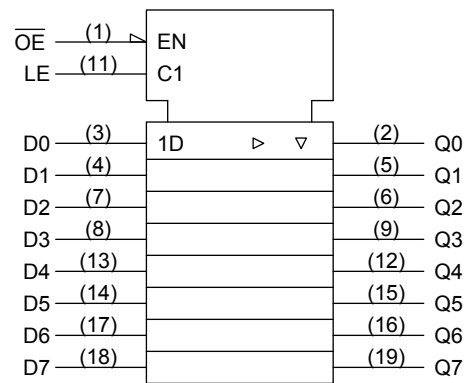 O̅E̅ (1) EN
LE (11) C1
D0 (3) 1D (2) Q0
D1 (4) (5) Q1
D2 (7) (6) Q2
D3 (8) (9) Q3
D4 (13) (12) Q4
D5 (14) (15) Q5
D6 (17) (16) Q6
D7 (18) (19) Q7